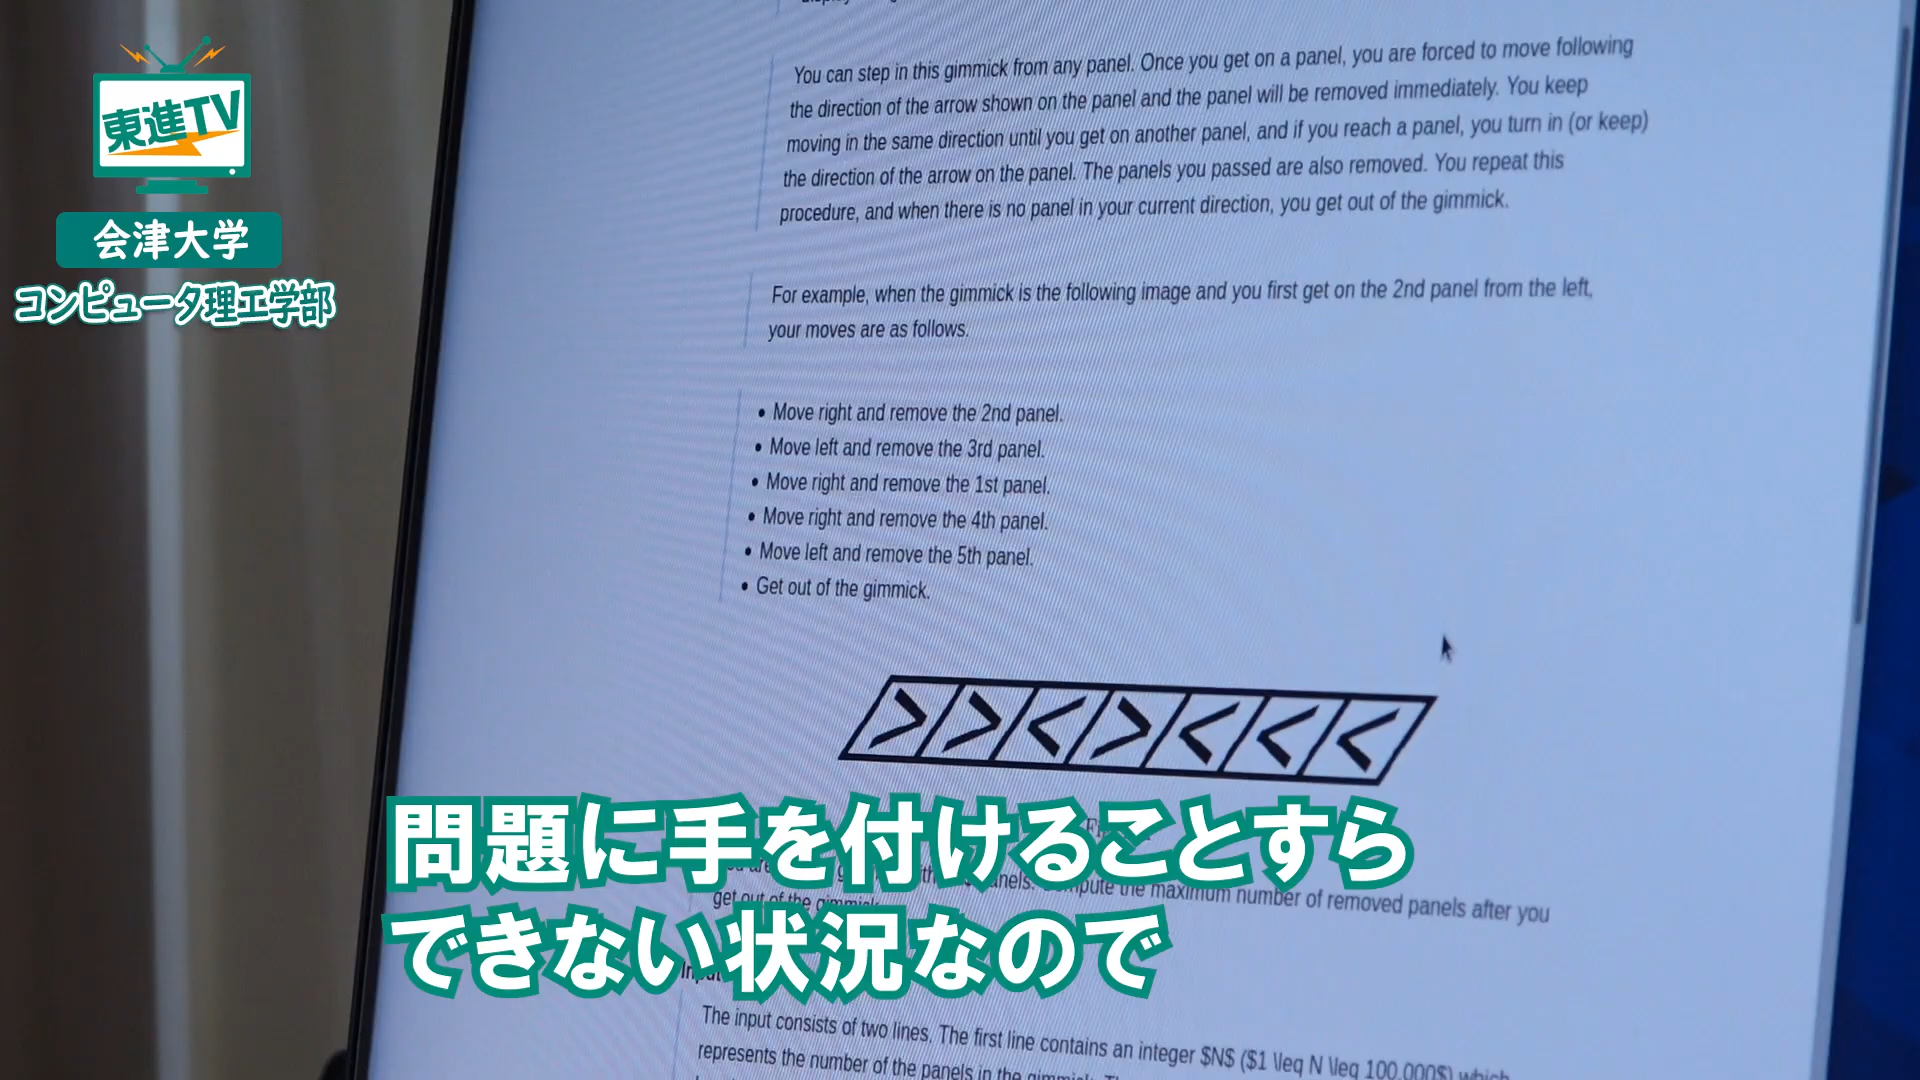 東進TV
会津大学
コンピュータ理工学部
You can step in this gimmick from any panel. Once you get on a panel, you are forced to move following
the direction of the arrow shown on the panel and the panel will be removed immediately. You keep
moving in the same direction until you get on another panel, and if you reach a panel, you turn in (or keep)
the direction of the arrow on the panel. The panels you passed are also removed. You repeat this
procedure, and when there is no panel in your current direction, you get out of the gimmick.
For example, when the gimmick is the following image and you first get on the 2nd panel from the left,
your moves are as follows.
• Move right and remove the 2nd panel.
• Move left and remove the 3rd panel.
• Move right and remove the 1st panel.
• Move right and remove the 4th panel.
• Move left and remove the 5th panel.
• Get out of the gimmick.
> > < > < < <
panels. Compute the maximum number of removed panels after you
get out of the gimmick
問題に手を付けることすら
できない状況なので
Input
The input consists of two lines. The first line contains an integer $N$ ($1 \leq N \leq 100,000$) which
represents the number of the panels in the gimmick.